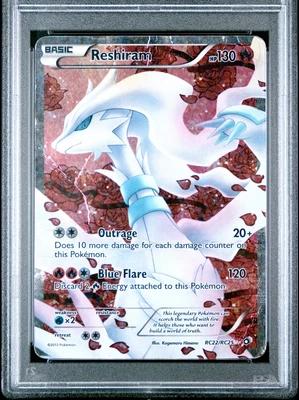 BASIC
Reshiram
HP130
Outrage 20+
Does 10 more damage for each damage counter on
this Pokémon.
Blue Flare 120
Discard 2 Energy attached to this Pokémon.
weakness resistance
×2
retreat
This legendary Pokémon can
scorch the world with fire.
It helps those who want to
build a world of truth.
©2013 Pokémon
Illus. Kagemaru Himeno
RC22/RC25